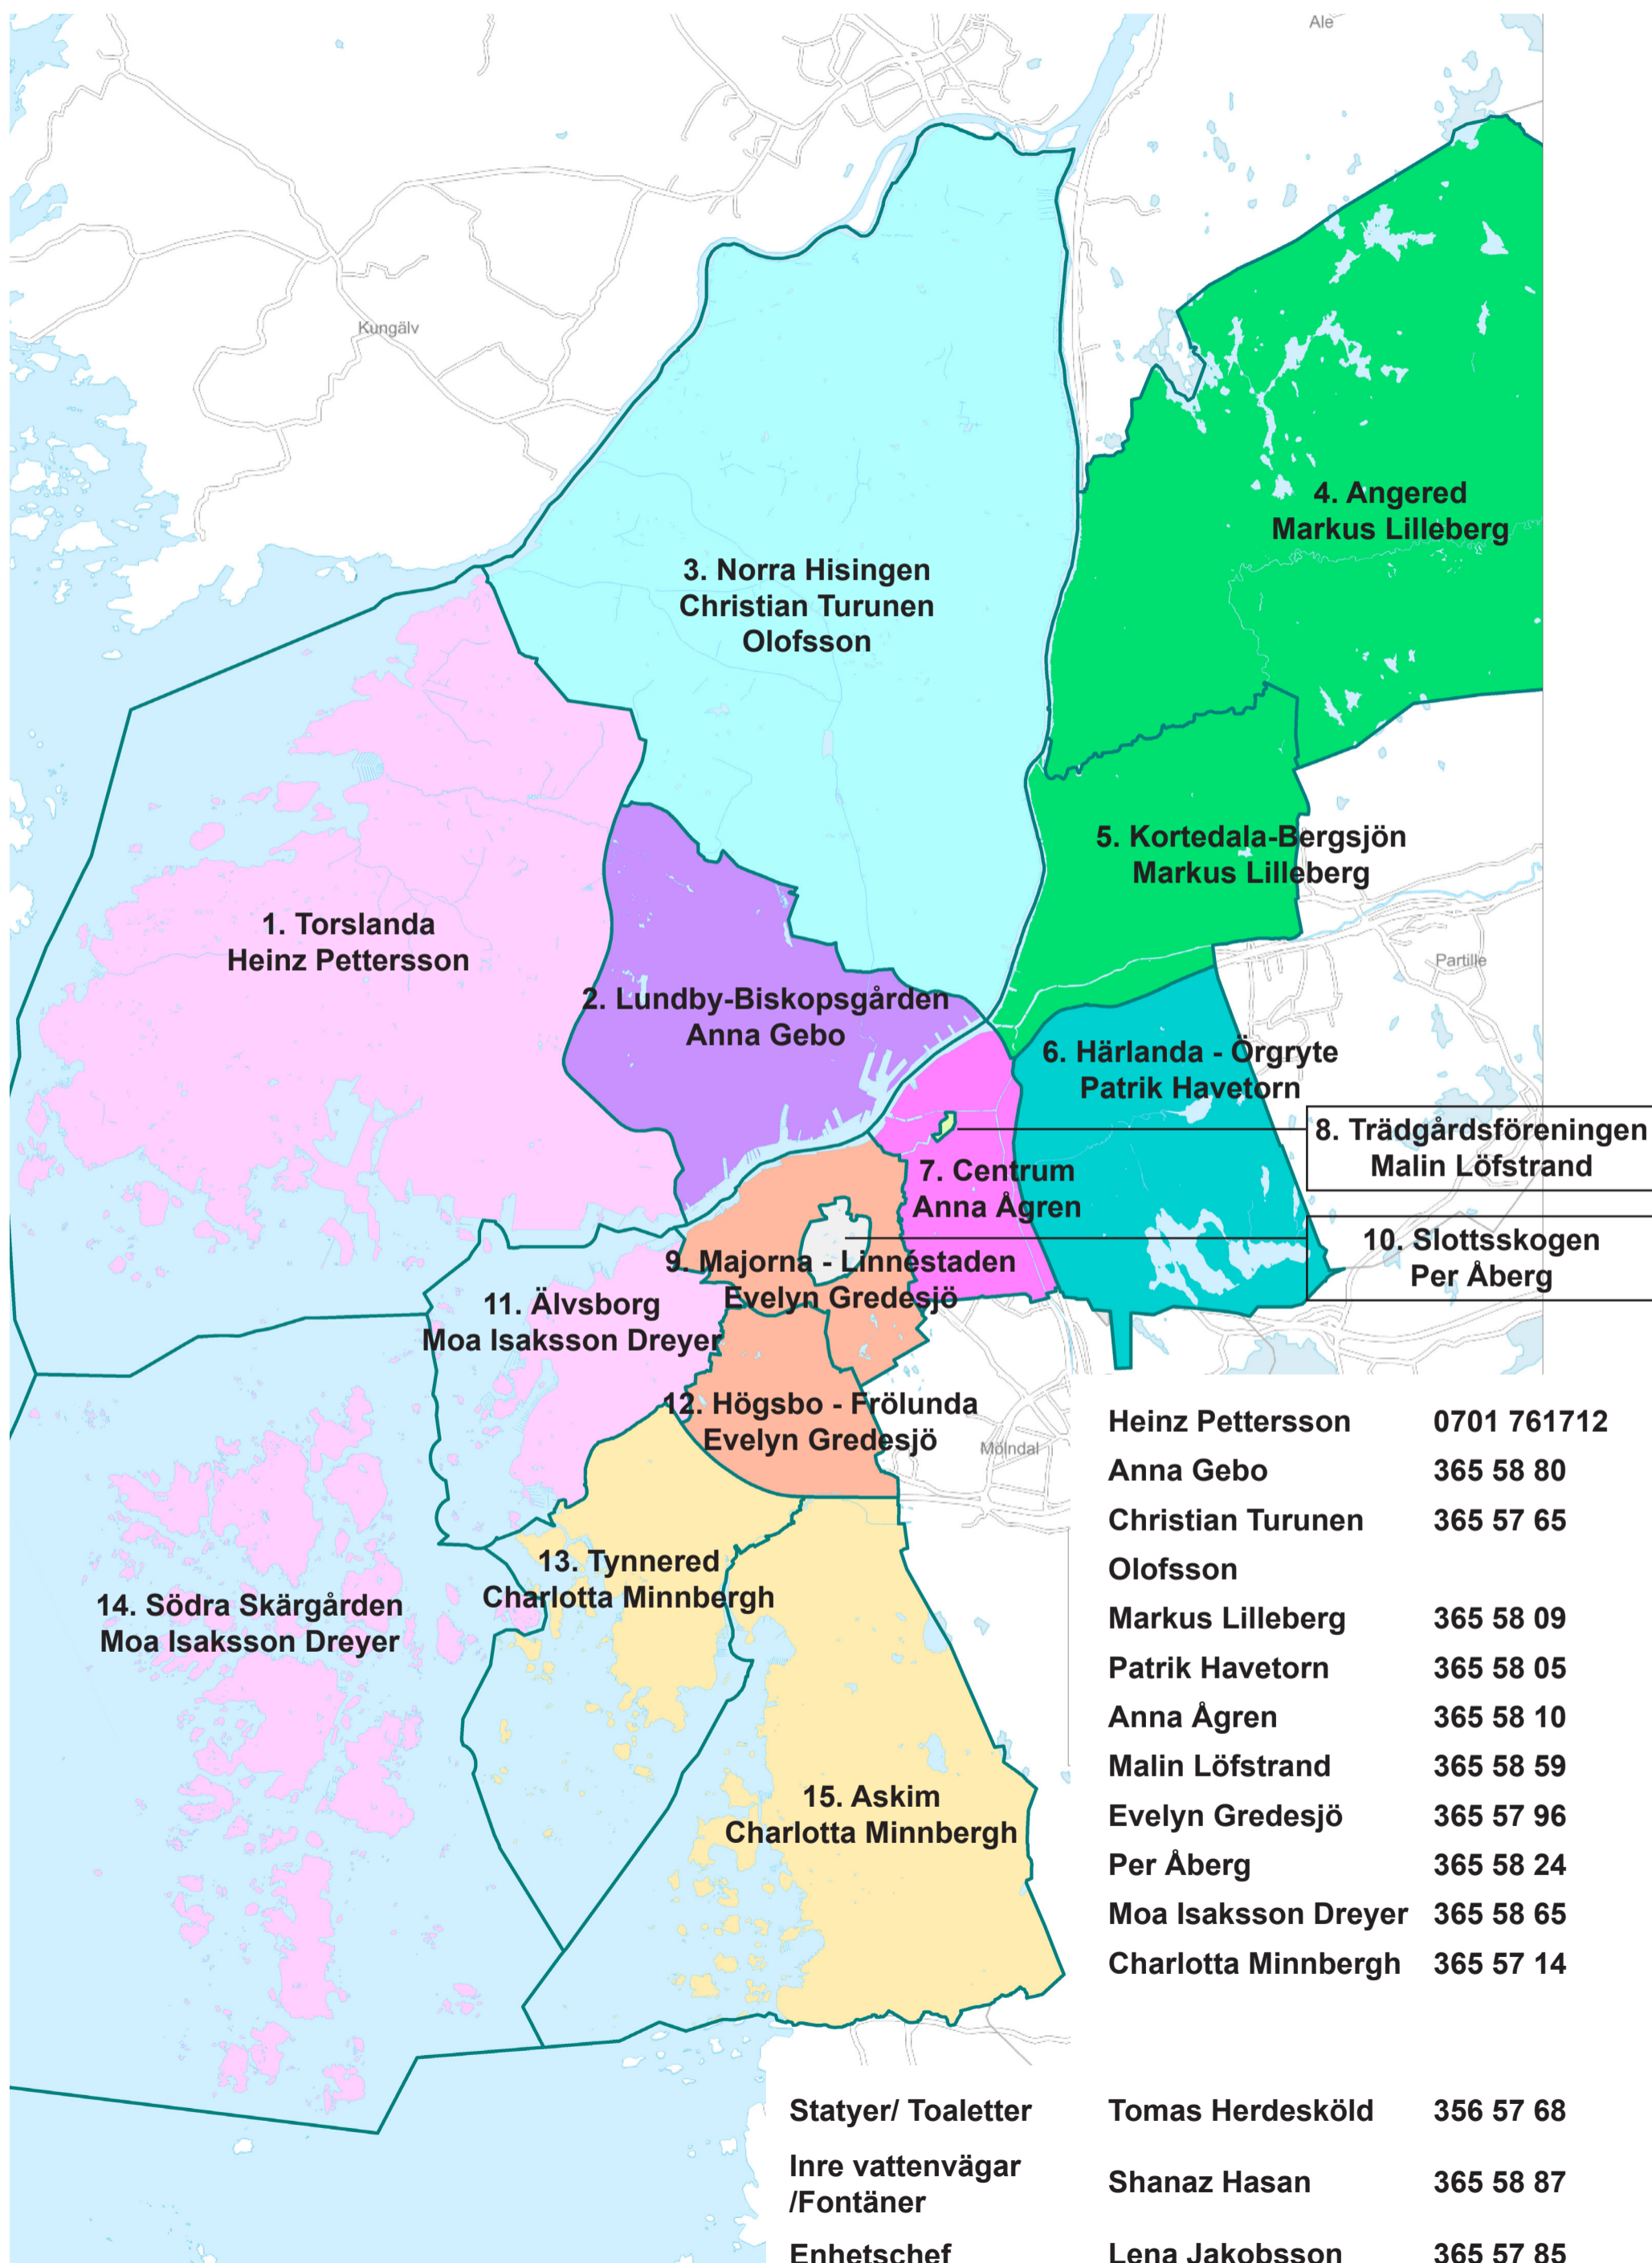 Ale
Kungälv
4. Angered
Markus Lilleberg
3. Norra Hisingen
Christian Turunen
Olofsson
5. Kortedala-Bergsjön
Markus Lilleberg
1. Torslanda
Heinz Pettersson
Partille
2. Lundby-Biskopsgården
Anna Gebo
6. Härlanda - Örgryte
Patrik Havetorn
8. Trädgårdsföreningen
Malin Löfstrand
7. Centrum
Anna Ågren
10. Slottsskogen
Per Åberg
9. Majorna - Linnéstaden
Evelyn Gredesjö
11. Älvsborg
Moa Isaksson Dreyer
12. Högsbo - Frölunda
Evelyn Gredesjö
Mölndal
13. Tynnered
Charlotta Minnbergh
14. Södra Skärgården
Moa Isaksson Dreyer
15. Askim
Charlotta Minnbergh
Heinz Pettersson 0701 761712
Anna Gebo 365 58 80
Christian Turunen 365 57 65
Olofsson
Markus Lilleberg 365 58 09
Patrik Havetorn 365 58 05
Anna Ågren 365 58 10
Malin Löfstrand 365 58 59
Evelyn Gredesjö 365 57 96
Per Åberg 365 58 24
Moa Isaksson Dreyer 365 58 65
Charlotta Minnbergh 365 57 14
Statyer/ Toaletter Tomas Herdesköld 356 57 68
Inre vattenvägar
/Fontäner Shanaz Hasan 365 58 87
Enhetschef Lena Jakobsson 365 57 85